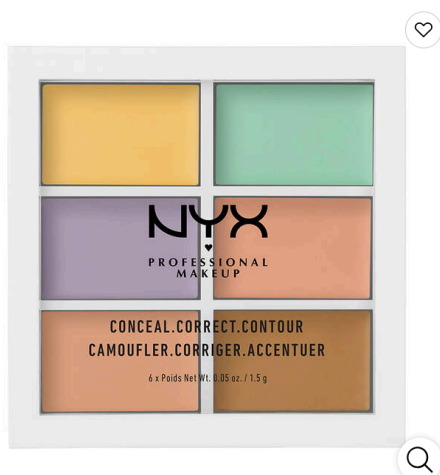 NYX
PROFESSIONAL
MAKEUP
CONCEAL.CORRECT.CONTOUR
CAMOUFLER.CORRIGER.ACCENTUER
6 x Poids Net Wt. 0.05 oz. / 1.5 g